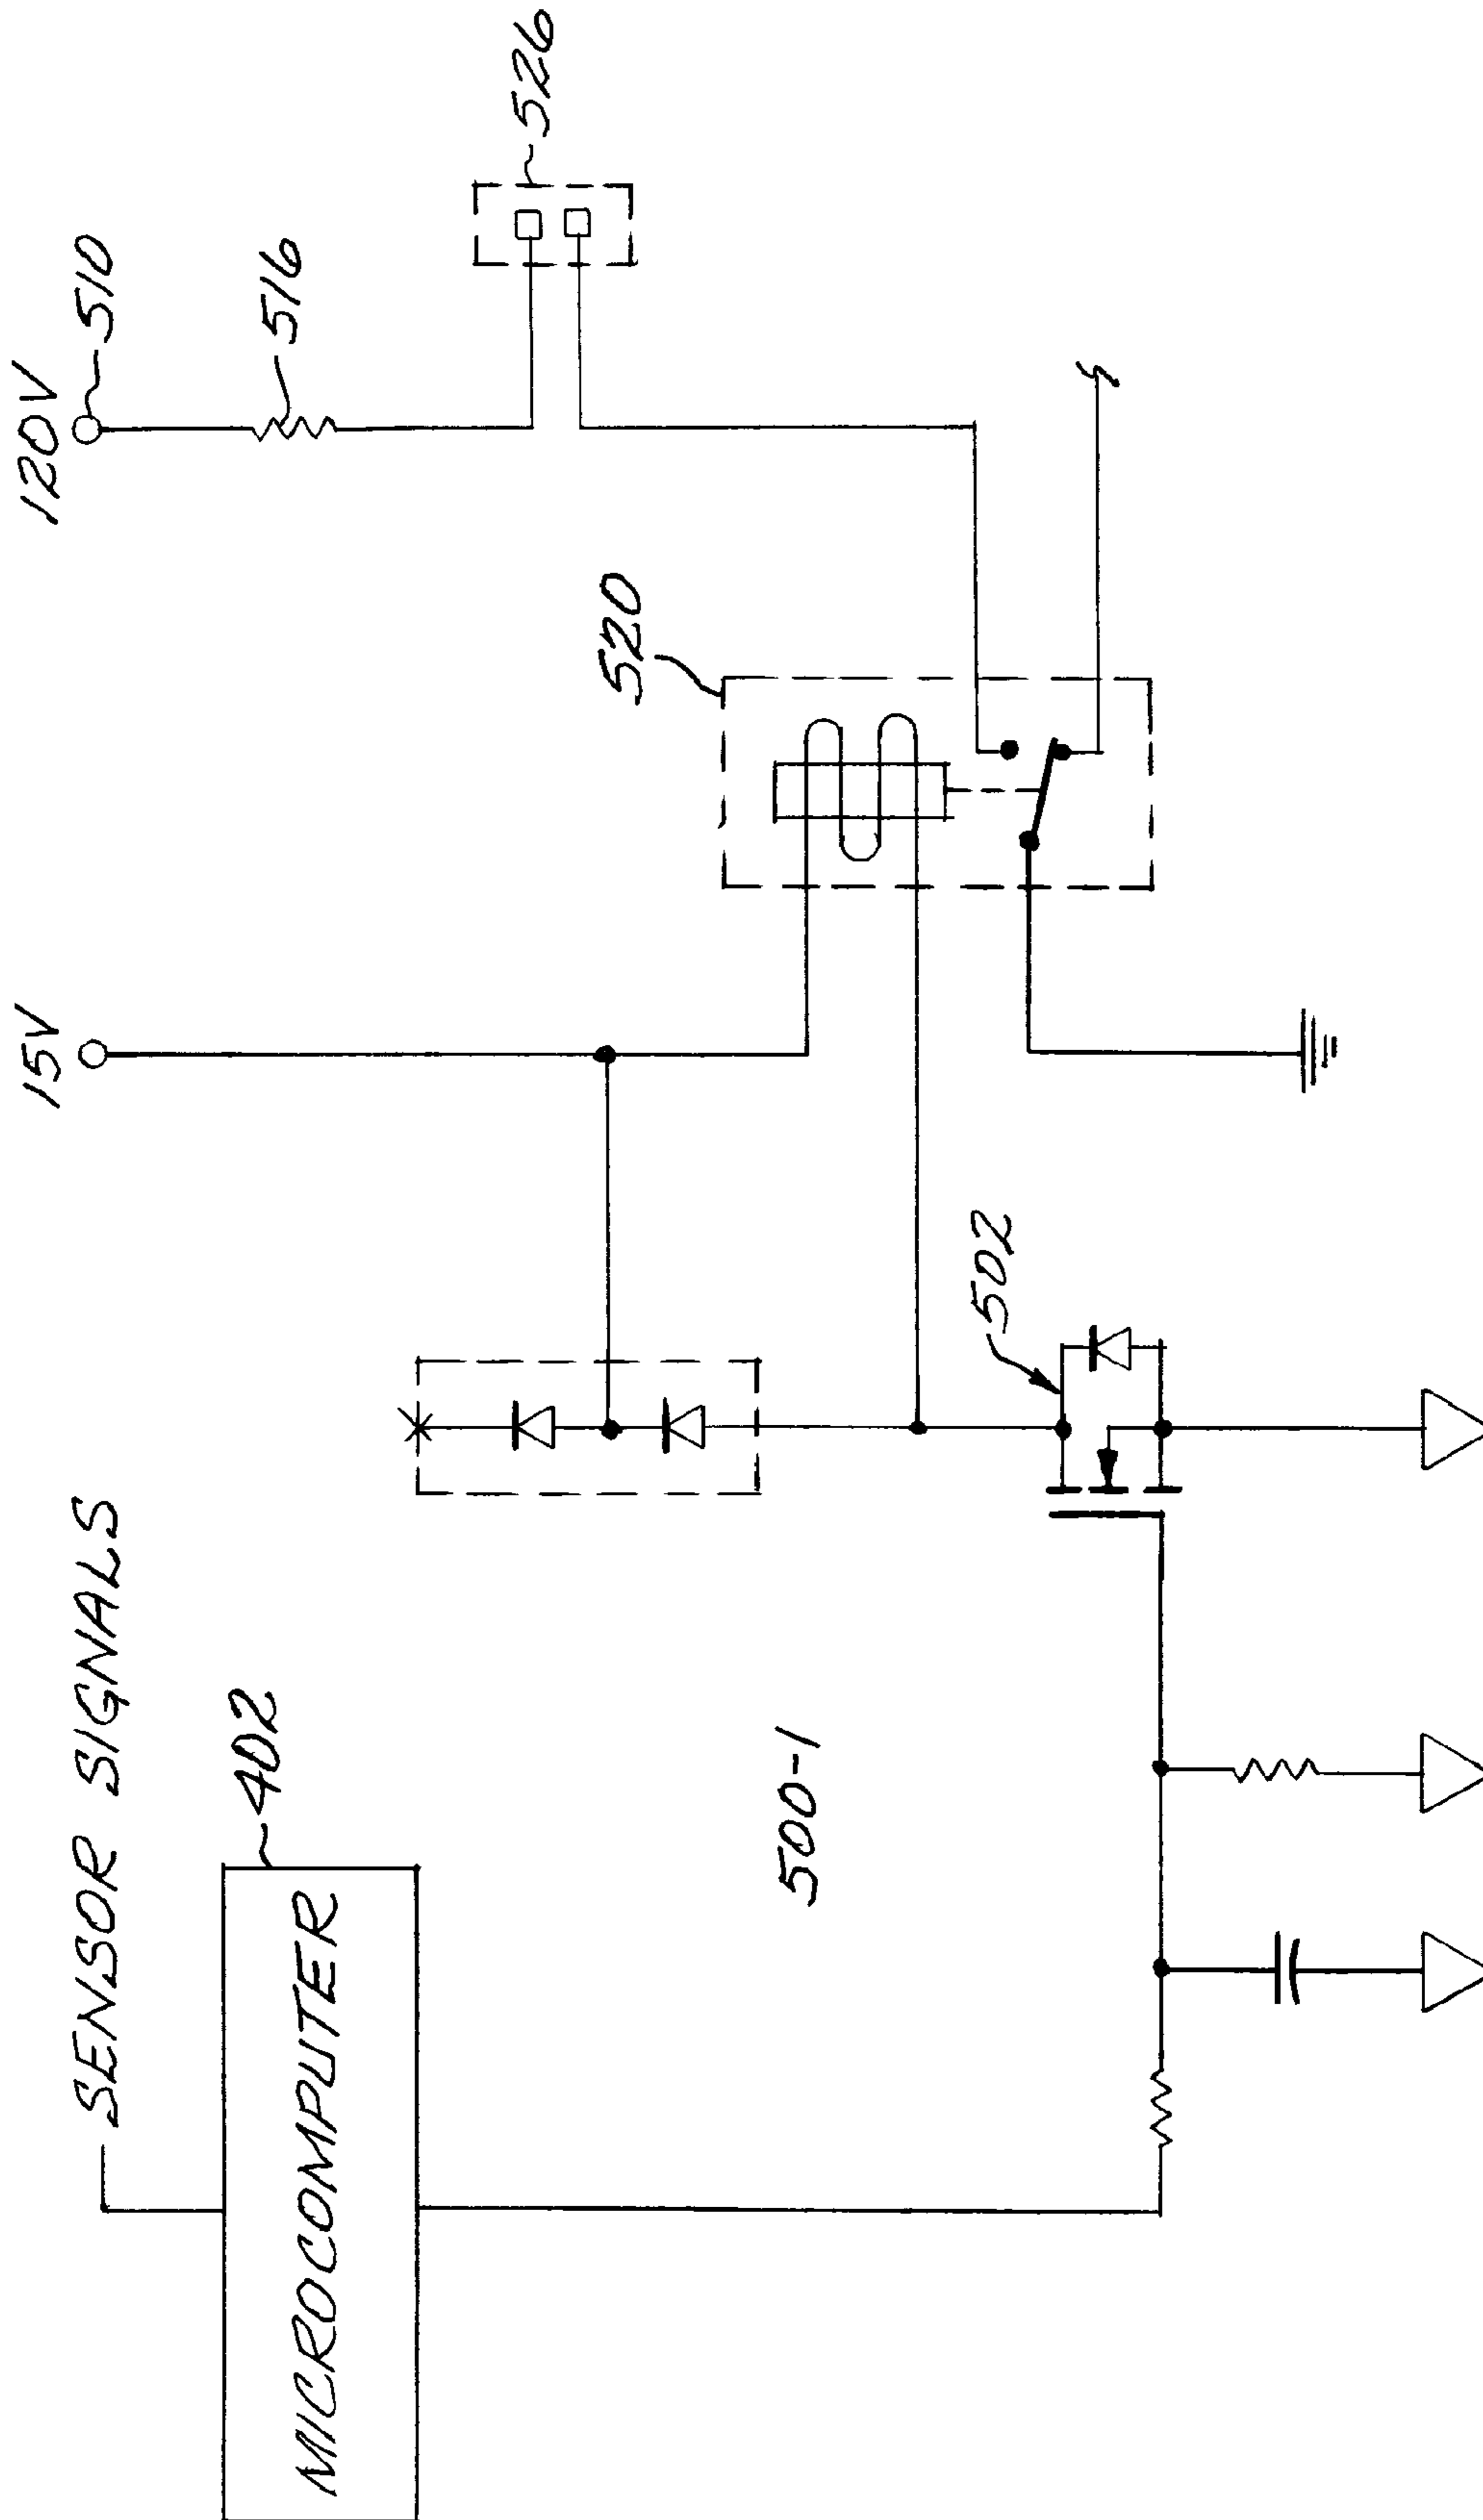 SENSOR SIGNALS
15V
120V
510
402
516
MICROCOMPUTER
526
520
500-1
502